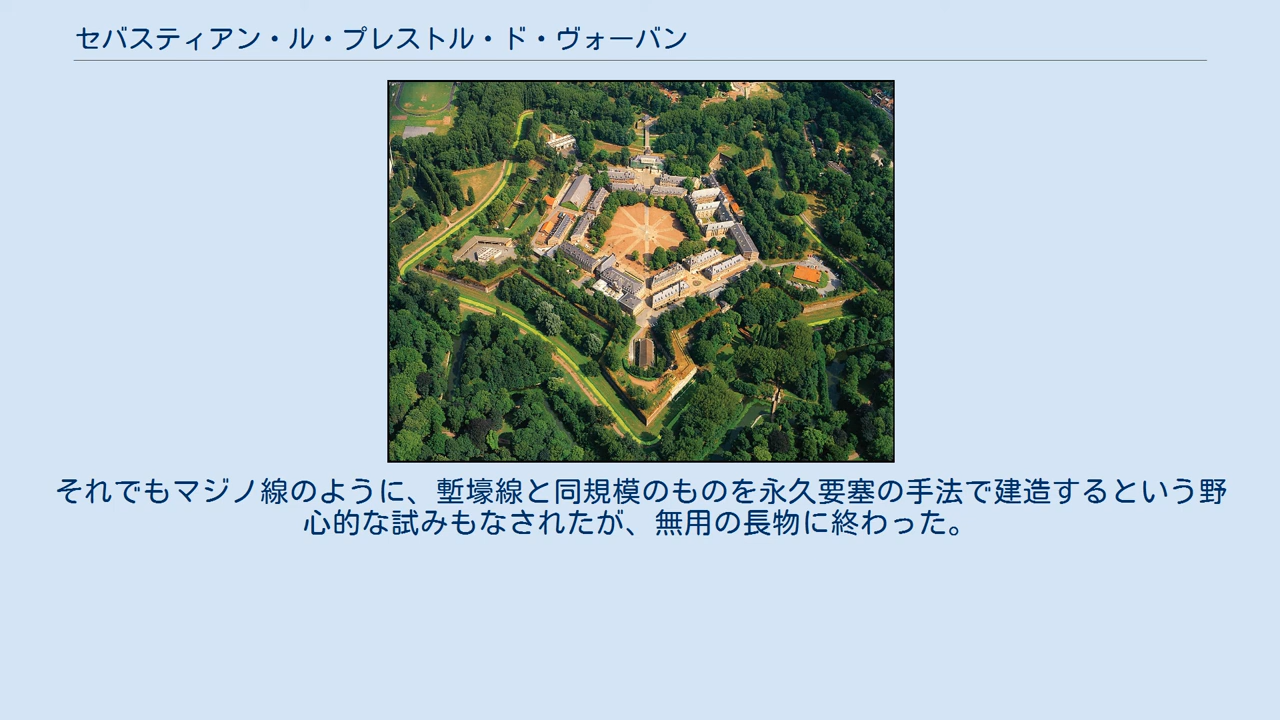 セバスティアン・ル・プレストル・ド・ヴォーバン
それでもマジノ線のように、塹壕線と同規模のものを永久要塞の手法で建造するという野
心的な試みもなされたが、無用の長物に終わった。